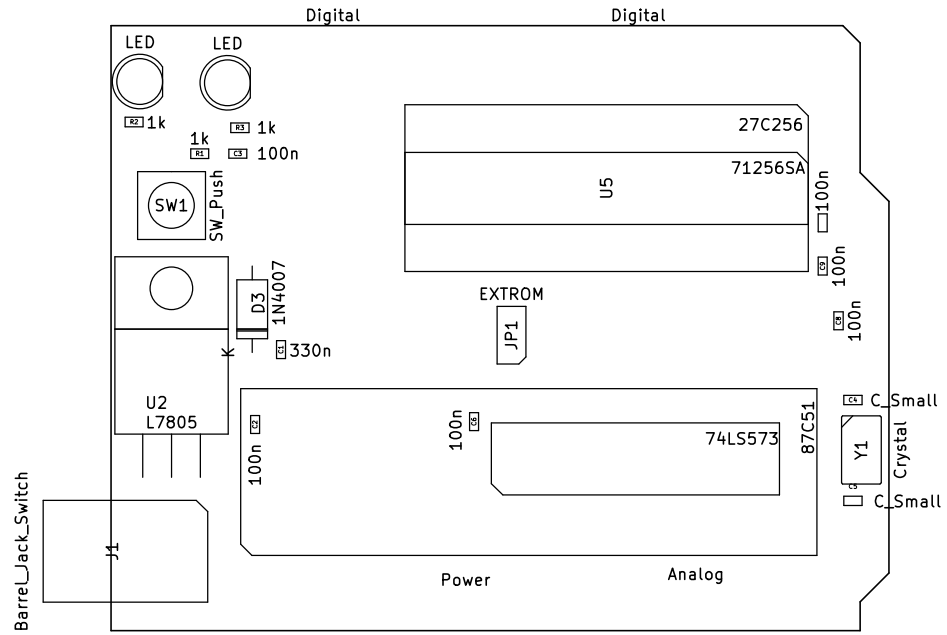 Digital
Digital
LED
LED
R2
1k
R3
1k
1k
R1
C3
100n
27C256
71256SA
U5
SW1
SW_Push
100n
C9
100n
D3
1N4007
EXTROM
JP1
C8
100n
K
C1
330n
U2
L7805
C2
100n
C6
100n
74LS573
87C51
C4
C_Small
Y1
Crystal
C5
C_Small
Barrel_Jack_Switch
J1
Power
Analog